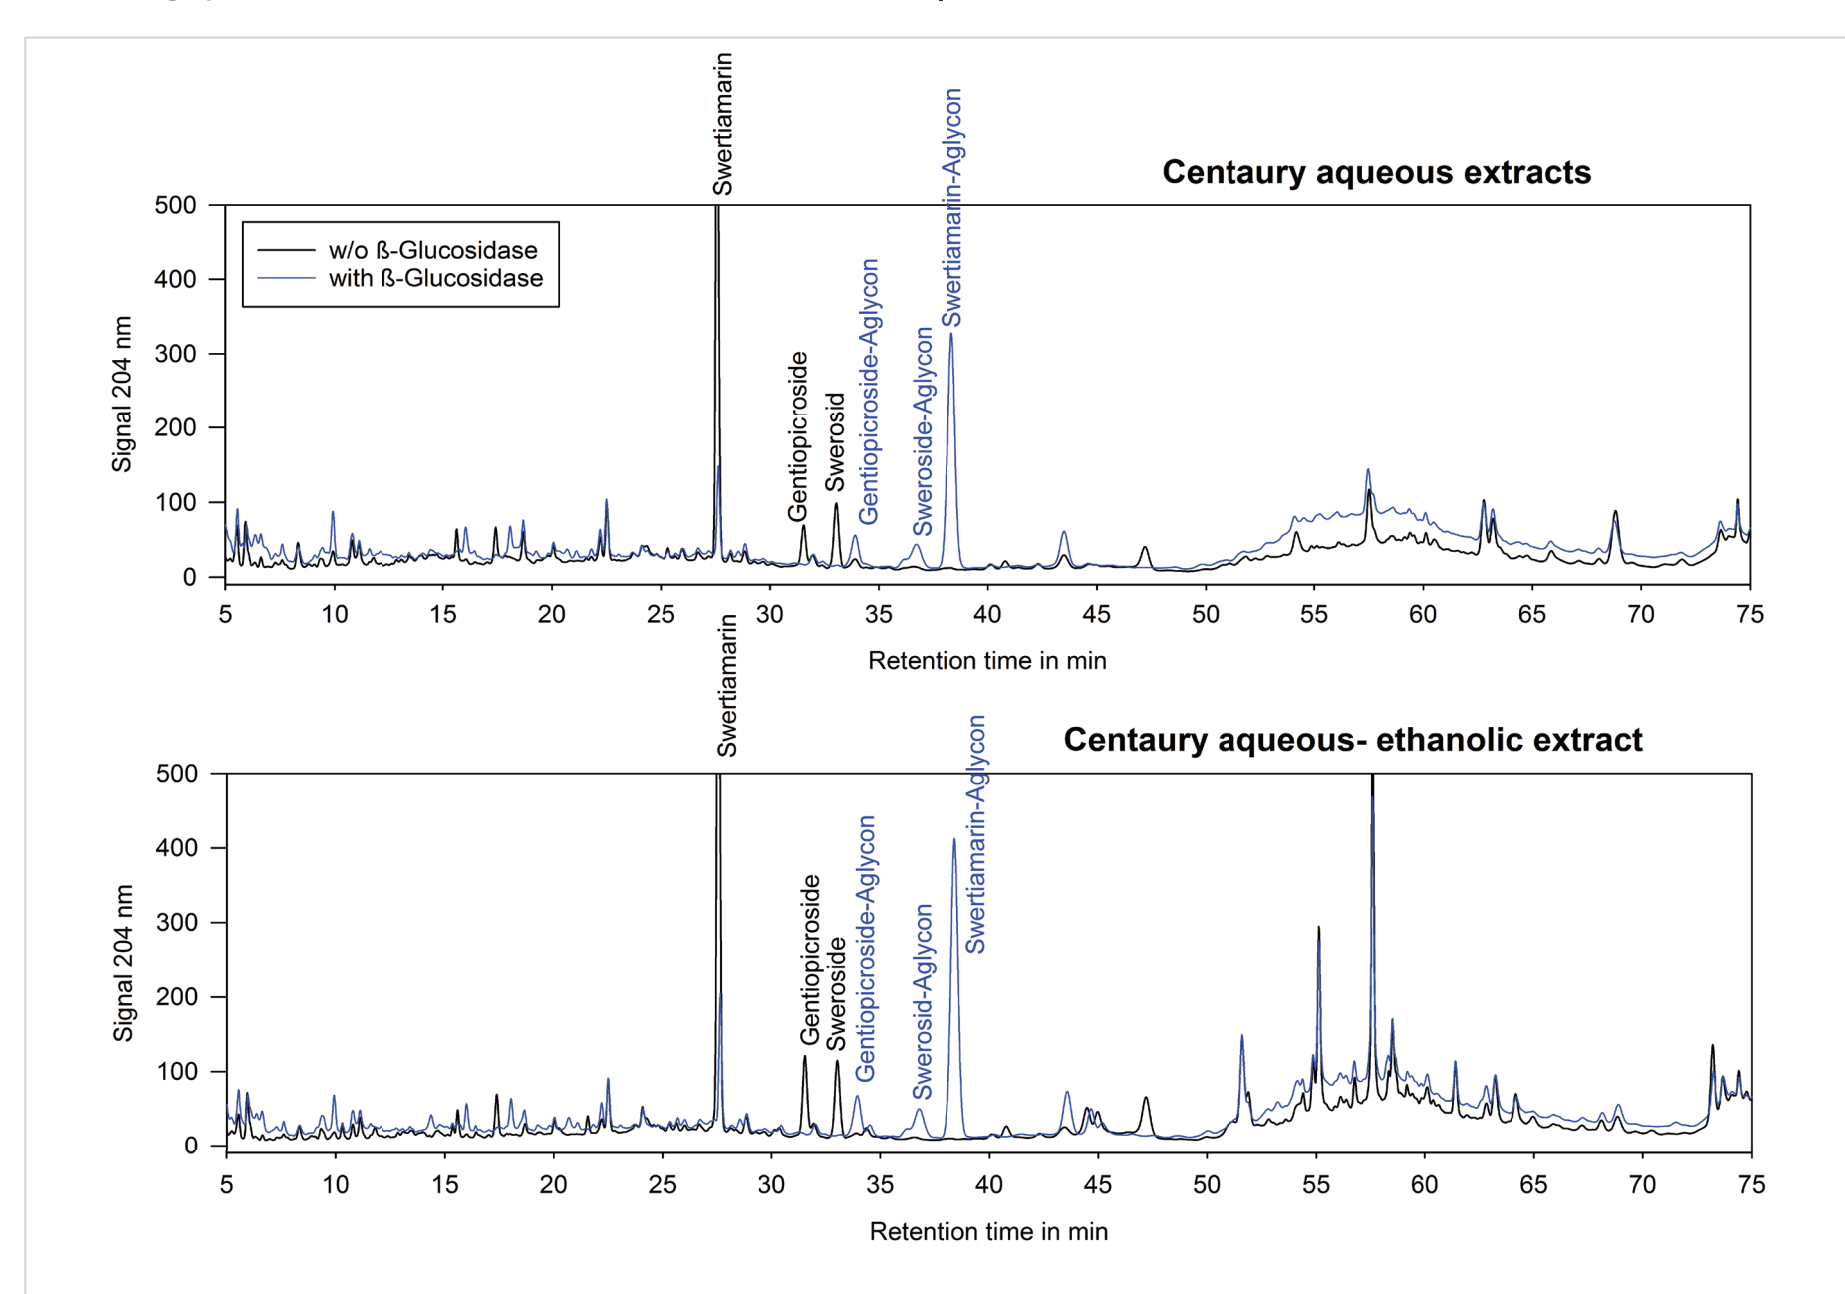 Swertiamarin
Swertiamarin-Aglycon
Centaury aqueous extracts
500
400
300
200
100
0
Signal 204 nm
w/o ß-Glucosidase
with ß-Glucosidase
Gentiopicroside
Swerosid
Gentiopicroside-Aglycon
Sweroside-Aglycon
5 10 15 20 25 30 35 40 45 50 55 60 65 70 75
Retention time in min
Swertiamarin
Swertiamarin-Aglycon
Centaury aqueous- ethanolic extract
500
400
300
200
100
0
Signal 204 nm
Gentiopicroside
Sweroside
Gentiopicroside-Aglycon
Swerosid-Aglycon
5 10 15 20 25 30 35 40 45 50 55 60 65 70 75
Retention time in min